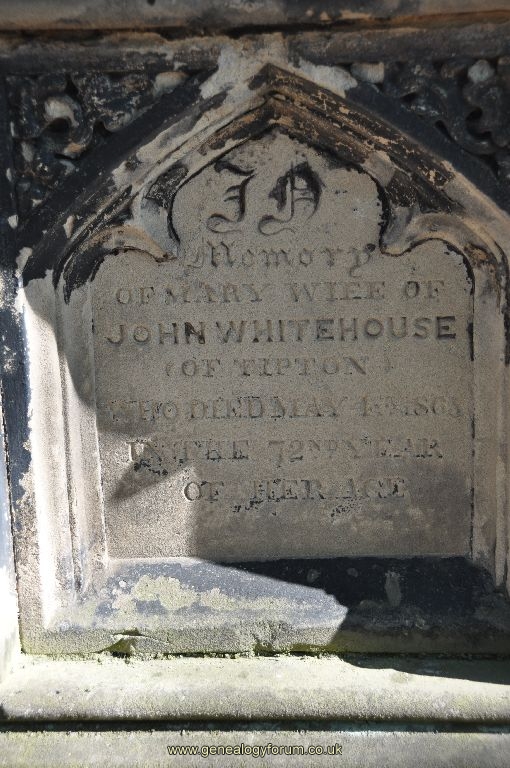 In
Memory
OF MARY WIFE OF
JOHN WHITEHOUSE
(OF TIPTON)
WHO DIED MAY
IN THE 72ND YEAR
OF HER AGE
www.genealogyforum.co.uk